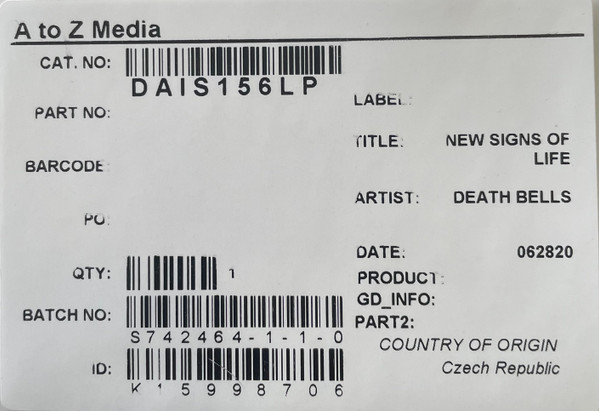 A to Z Media
CAT. NO:
DAIS156LP
PART NO:
BARCODE:
PO:
QTY: 1
BATCH NO:
S742464-1-1-0
ID:
K15998706
LABEL:
TITLE: NEW SIGNS OF
LIFE
ARTIST: DEATH BELLS
DATE: 062820
PRODUCT:
GD_INFO:
PART2:
COUNTRY OF ORIGIN
Czech Republic